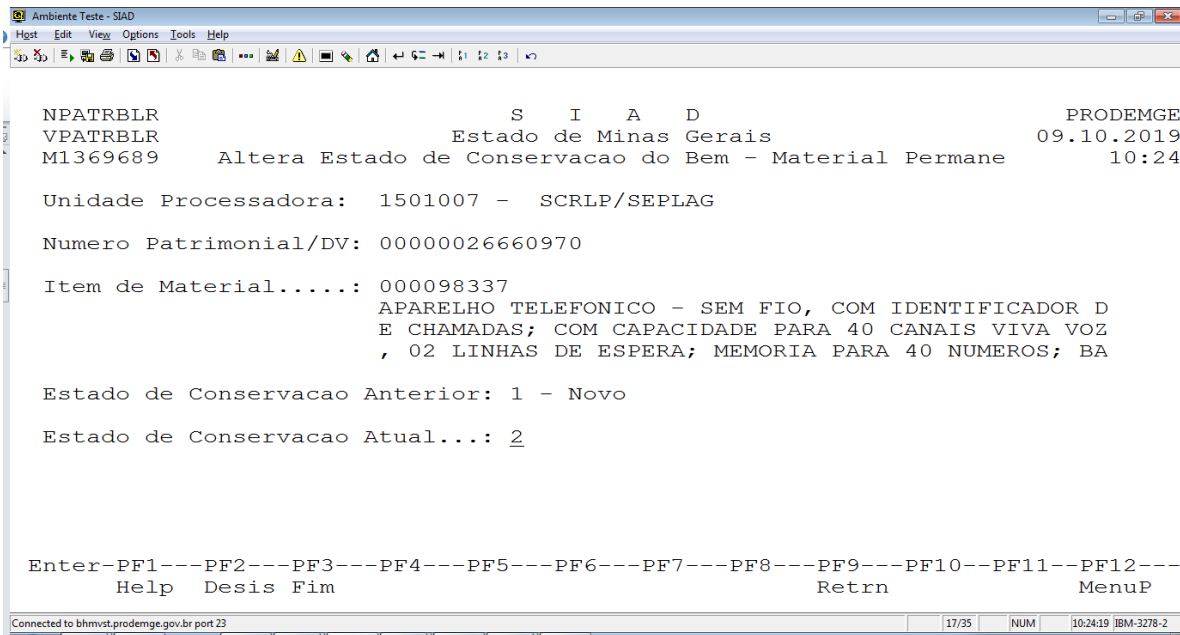 Ambiente Teste - SIAD
Host Edit View Options Tools Help
NPATRBLR S I A D PRODEMGE
VPATRBLR Estado de Minas Gerais 09.10.2019
M1369689 Altera Estado de Conservacao do Bem - Material Permane 10:24
Unidade Processadora: 1501007 - SCRLP/SEPLAG
Numero Patrimonial/DV: 00000026660970
Item de Material.....: 000098337
APARELHO TELEFONICO - SEM FIO, COM IDENTIFICADOR D
E CHAMADAS; COM CAPACIDADE PARA 40 CANAIS VIVA VOZ
, 02 LINHAS DE ESPERA; MEMORIA PARA 40 NUMEROS; BA
Estado de Conservacao Anterior: 1 - Novo
Estado de Conservacao Atual...: 2
Enter-PF1---PF2---PF3---PF4---PF5---PF6---PF7---PF8---PF9---PF10--PF11--PF12---
Help Desis Fim Retrn MenuP
Connected to bhmvst.prodemge.gov.br port 23 17/35 NUM 10:24:19 IBM-3278-2